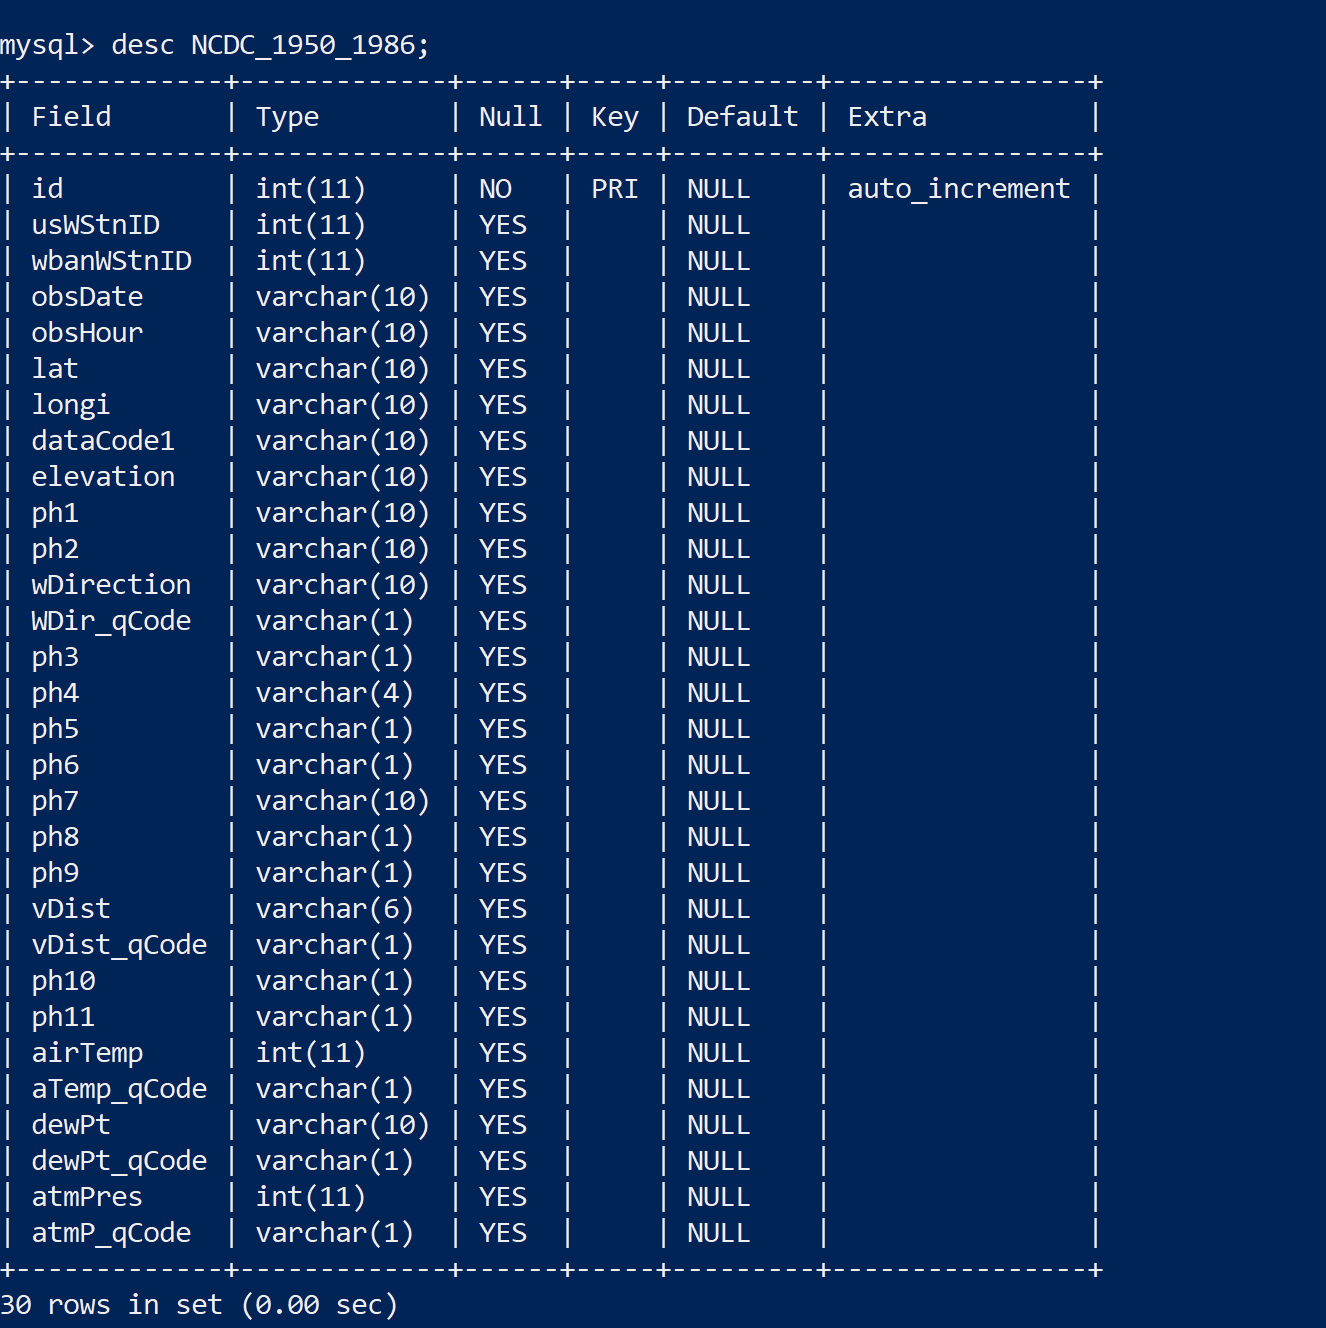 mysql> desc NCDC_1950_1986;
+-------------+-------------+------+-----+---------+----------------+
| Field       | Type        | Null | Key | Default | Extra          |
+-------------+-------------+------+-----+---------+----------------+
| id          | int(11)     | NO   | PRI | NULL    | auto_increment |
| usWStnID    | int(11)     | YES  |     | NULL    |                |
| wbanWStnID  | int(11)     | YES  |     | NULL    |                |
| obsDate     | varchar(10) | YES  |     | NULL    |                |
| obsHour     | varchar(10) | YES  |     | NULL    |                |
| lat         | varchar(10) | YES  |     | NULL    |                |
| longi       | varchar(10) | YES  |     | NULL    |                |
| dataCode1   | varchar(10) | YES  |     | NULL    |                |
| elevation   | varchar(10) | YES  |     | NULL    |                |
| ph1         | varchar(10) | YES  |     | NULL    |                |
| ph2         | varchar(10) | YES  |     | NULL    |                |
| wDirection  | varchar(10) | YES  |     | NULL    |                |
| WDir_qCode  | varchar(1)  | YES  |     | NULL    |                |
| ph3         | varchar(1)  | YES  |     | NULL    |                |
| ph4         | varchar(4)  | YES  |     | NULL    |                |
| ph5         | varchar(1)  | YES  |     | NULL    |                |
| ph6         | varchar(1)  | YES  |     | NULL    |                |
| ph7         | varchar(10) | YES  |     | NULL    |                |
| ph8         | varchar(1)  | YES  |     | NULL    |                |
| ph9         | varchar(1)  | YES  |     | NULL    |                |
| vDist       | varchar(6)  | YES  |     | NULL    |                |
| vDist_qCode | varchar(1)  | YES  |     | NULL    |                |
| ph10        | varchar(1)  | YES  |     | NULL    |                |
| ph11        | varchar(1)  | YES  |     | NULL    |                |
| airTemp     | int(11)     | YES  |     | NULL    |                |
| aTemp_qCode | varchar(1)  | YES  |     | NULL    |                |
| dewPt       | varchar(10) | YES  |     | NULL    |                |
| dewPt_qCode | varchar(1)  | YES  |     | NULL    |                |
| atmPres     | int(11)     | YES  |     | NULL    |                |
| atmP_qCode  | varchar(1)  | YES  |     | NULL    |                |
+-------------+-------------+------+-----+---------+----------------+
30 rows in set (0.00 sec)